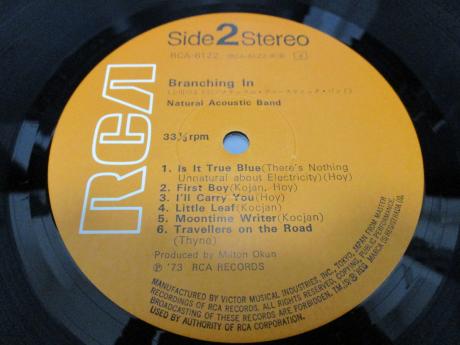 Side 2 Stereo
RCA-6122
RCA
Branching In
Natural Acoustic Band
33⅓ rpm
1. Is It True Blue(There's Nothing
Unnatural about Electricity)(Hoy)
2. First Boy(Kojan, Hoy)
3. I'll Carry You(Hoy)
4. Little Leaf(Kocjan)
5. Moontime Writer(Kocjan)
6. Travellers on the Road
(Thyne)
Produced by Milton Okun
Ⓟ '73 RCA RECORDS
MANUFACTURED BY VICTOR MUSICAL INDUSTRIES, INC., TOKYO, JAPAN FROM MASTER
RECORDINGS OF RCA RECORDS. ALL RIGHTS RESERVED, COPYING, PUBLIC PERFORMANCE,
BROADCASTING OF THESE RECORDS ARE FORBIDDEN.
USED BY AUTHORITY OF RCA CORPORATION.